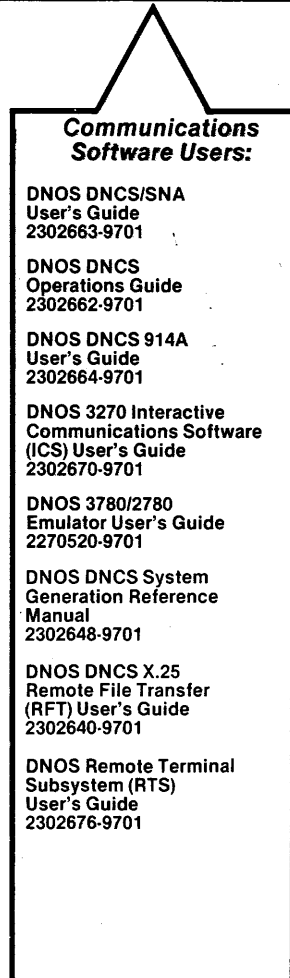 Communications
Software Users:
DNOS DNCS/SNA
User's Guide
2302663-9701
DNOS DNCS
Operations Guide
2302662-9701
DNOS DNCS 914A
User's Guide
2302664-9701
DNOS 3270 Interactive
Communications Software
(ICS) User's Guide
2302670-9701
DNOS 3780/2780
Emulator User's Guide
2270520-9701
DNOS DNCS System
Generation Reference
Manual
2302648-9701
DNOS DNCS X.25
Remote File Transfer
(RFT) User's Guide
2302640-9701
DNOS Remote Terminal
Subsystem (RTS)
User's Guide
2302676-9701